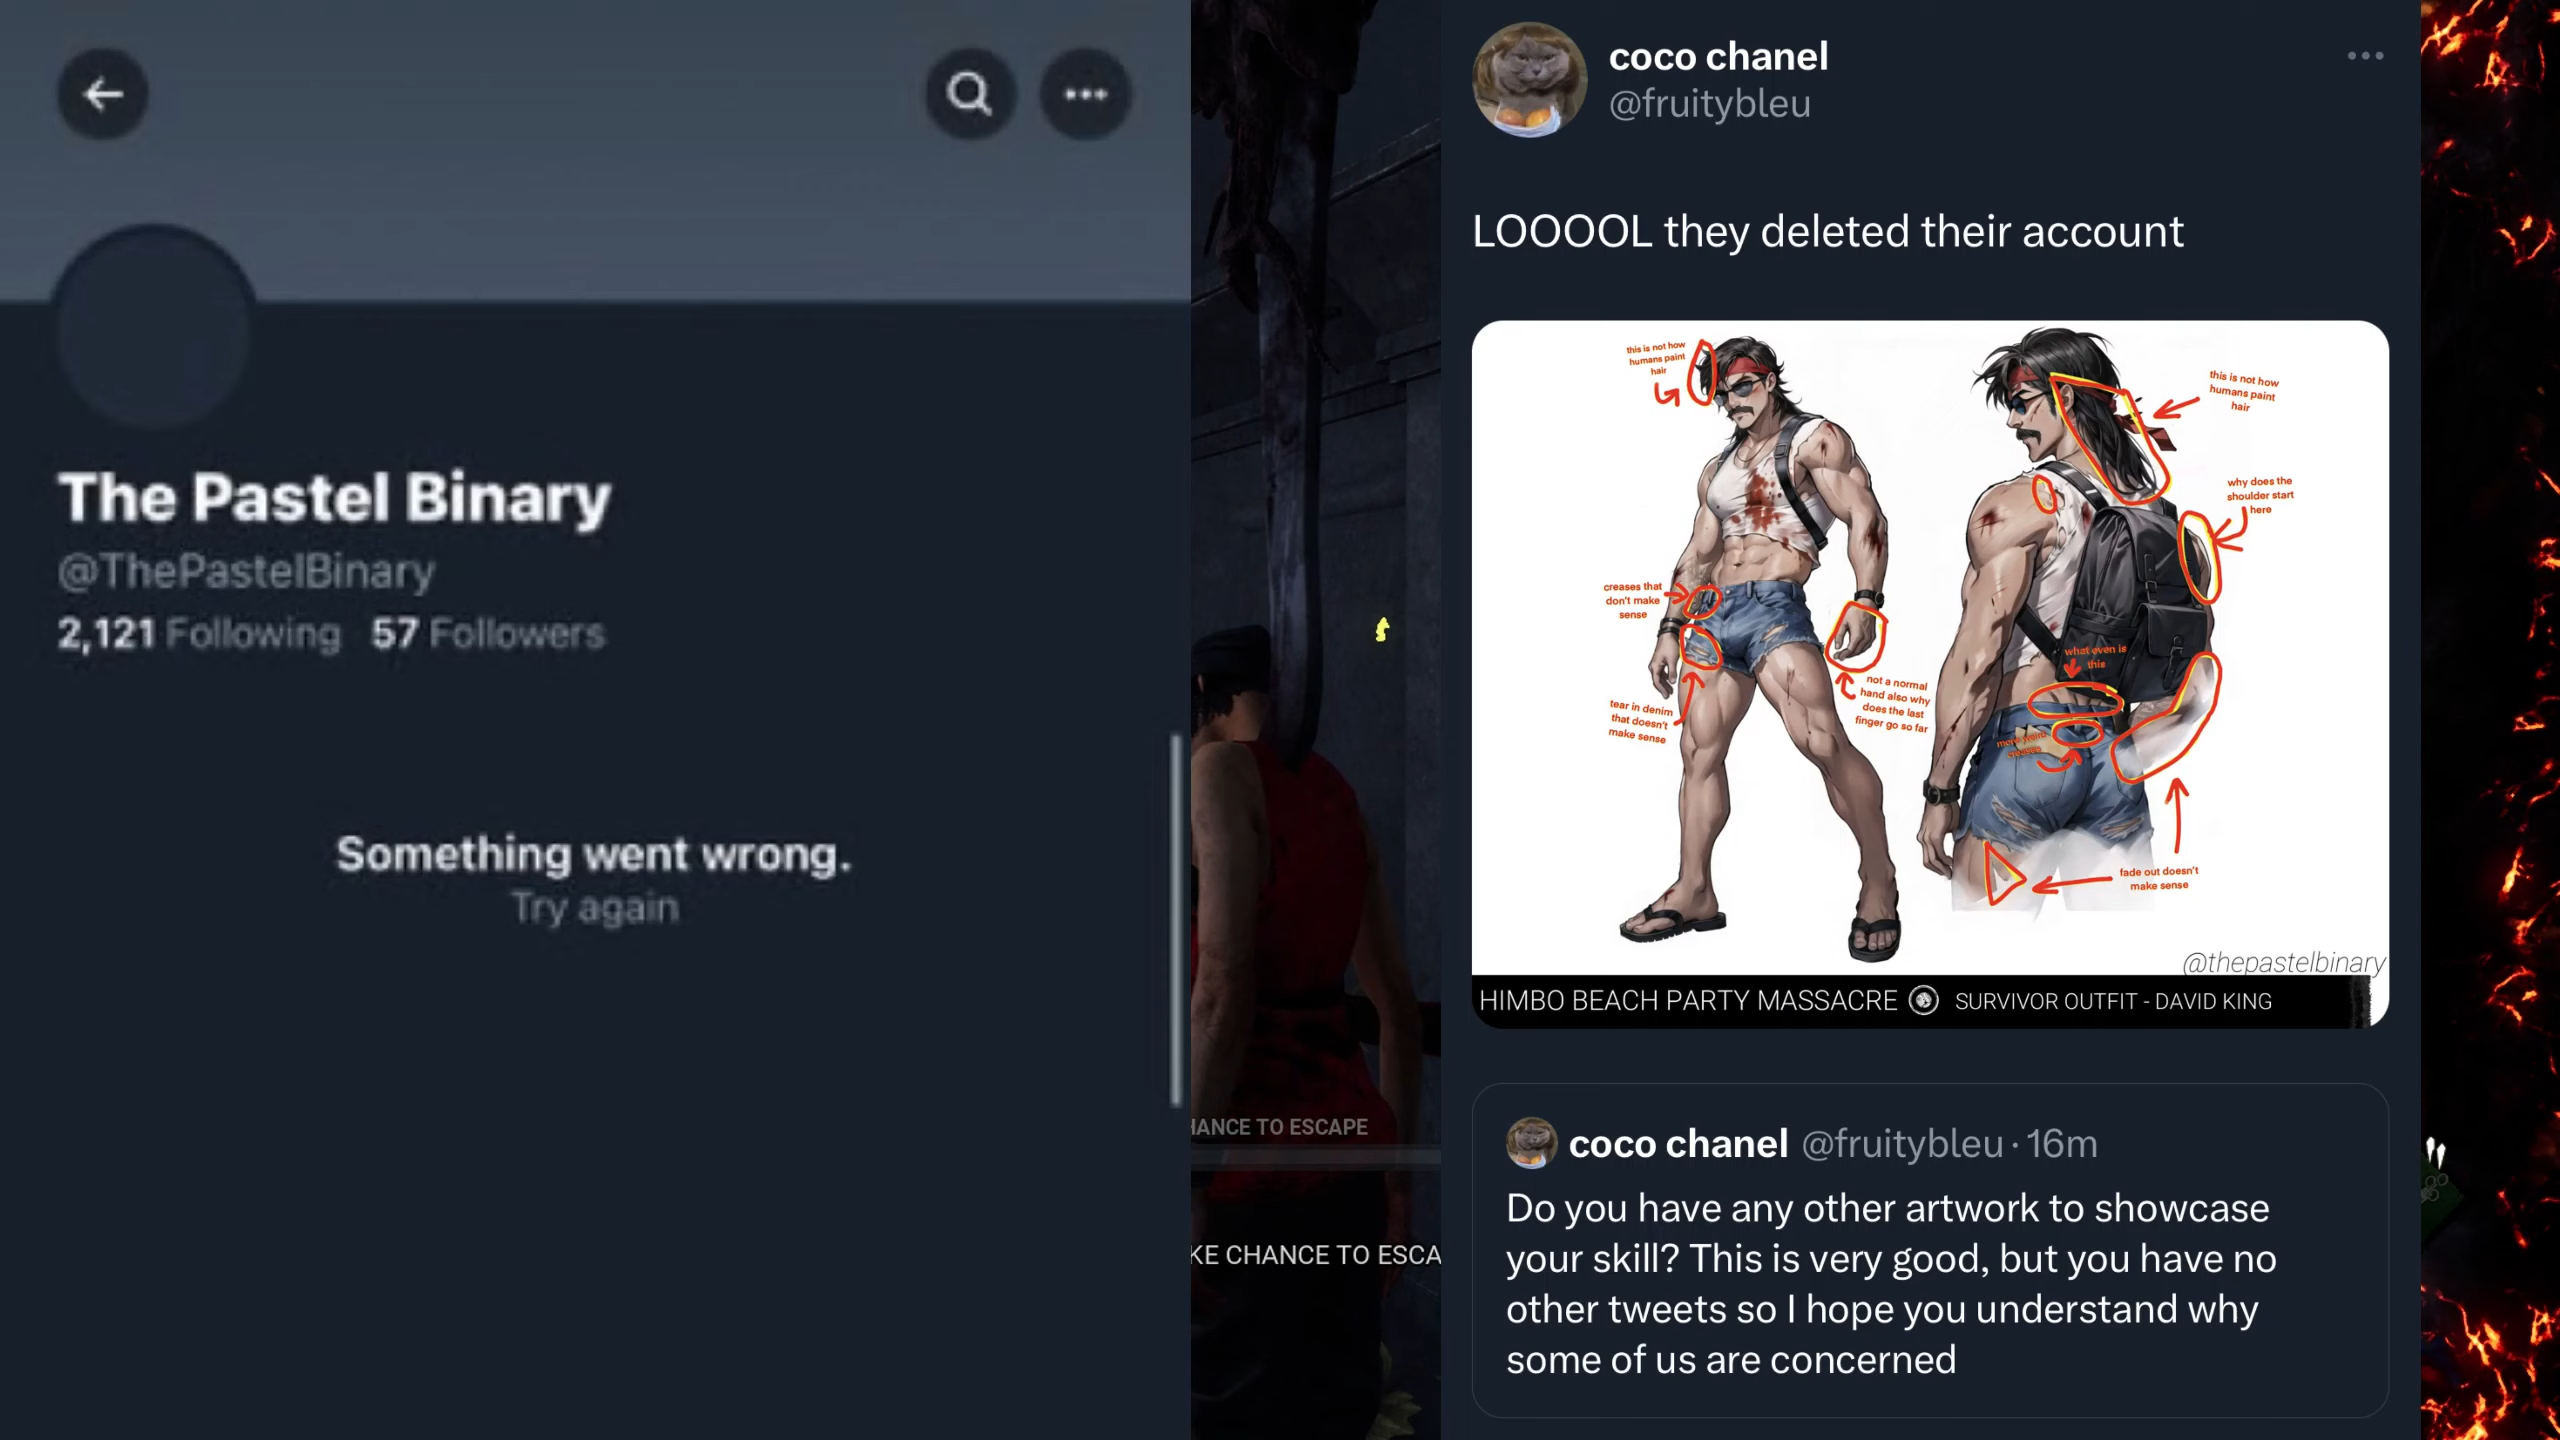 The Pastel Binary
@ThePastelBinary
2,121 Following 57 Followers
Something went wrong.
Try again
HANCE TO ESCAPE
KE CHANCE TO ESCA
coco chanel
@fruitybleu
LOOOOL they deleted their account
this is not how
humans paint
hair
this is not how
humans paint
hair
why does the
shoulder start
here
creases that
don't make
sense
what even is
this
tear in denim
that doesn't
make sense
not a normal
hand also why
does the last
finger go so far
more weird
creases
fade out doesn't
make sense
@thepastelbinary
HIMBO BEACH PARTY MASSACRE SURVIVOR OUTFIT - DAVID KING
coco chanel @fruitybleu · 16m
Do you have any other artwork to showcase
your skill? This is very good, but you have no
other tweets so I hope you understand why
some of us are concerned